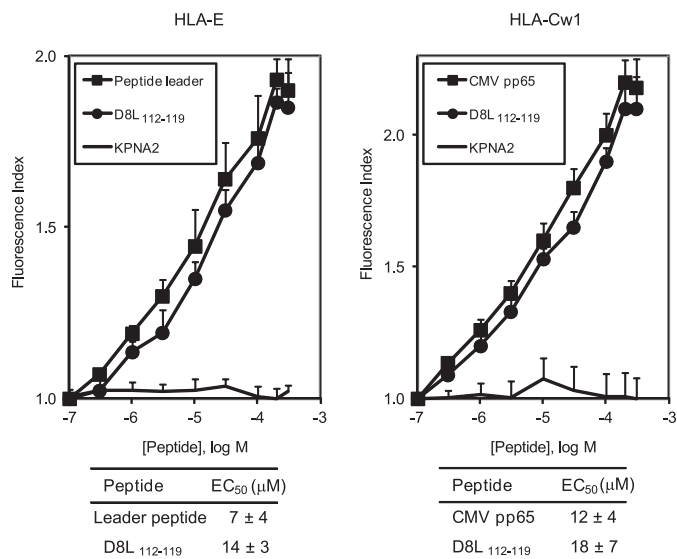 HLA-E
Peptide leader
D8L 112-119
KPNA2
Fluorescence Index
2.0
1.5
1.0
-7 -6 -5 -4 -3
[Peptide], log M
Peptide EC50 (μM)
Leader peptide 7 ± 4
D8L 112-119 14 ± 3
HLA-Cw1
CMV pp65
D8L 112-119
KPNA2
Fluorescence Index
2.0
1.5
1.0
-7 -6 -5 -4 -3
[Peptide], log M
Peptide EC50 (μM)
CMV pp65 12 ± 4
D8L 112-119 18 ± 7